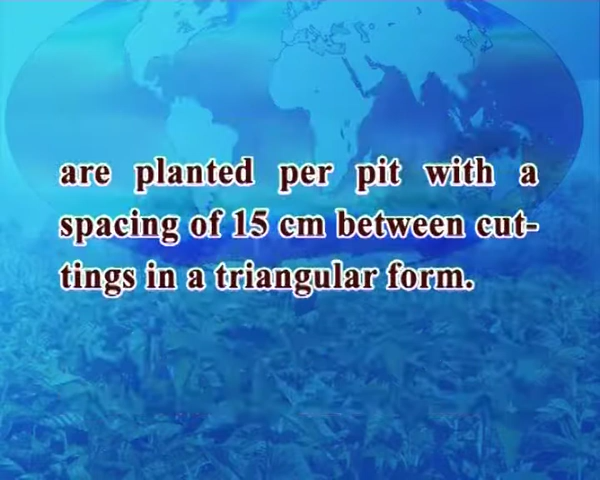 are planted per pit with a
spacing of 15 cm between cut-
tings in a triangular form.